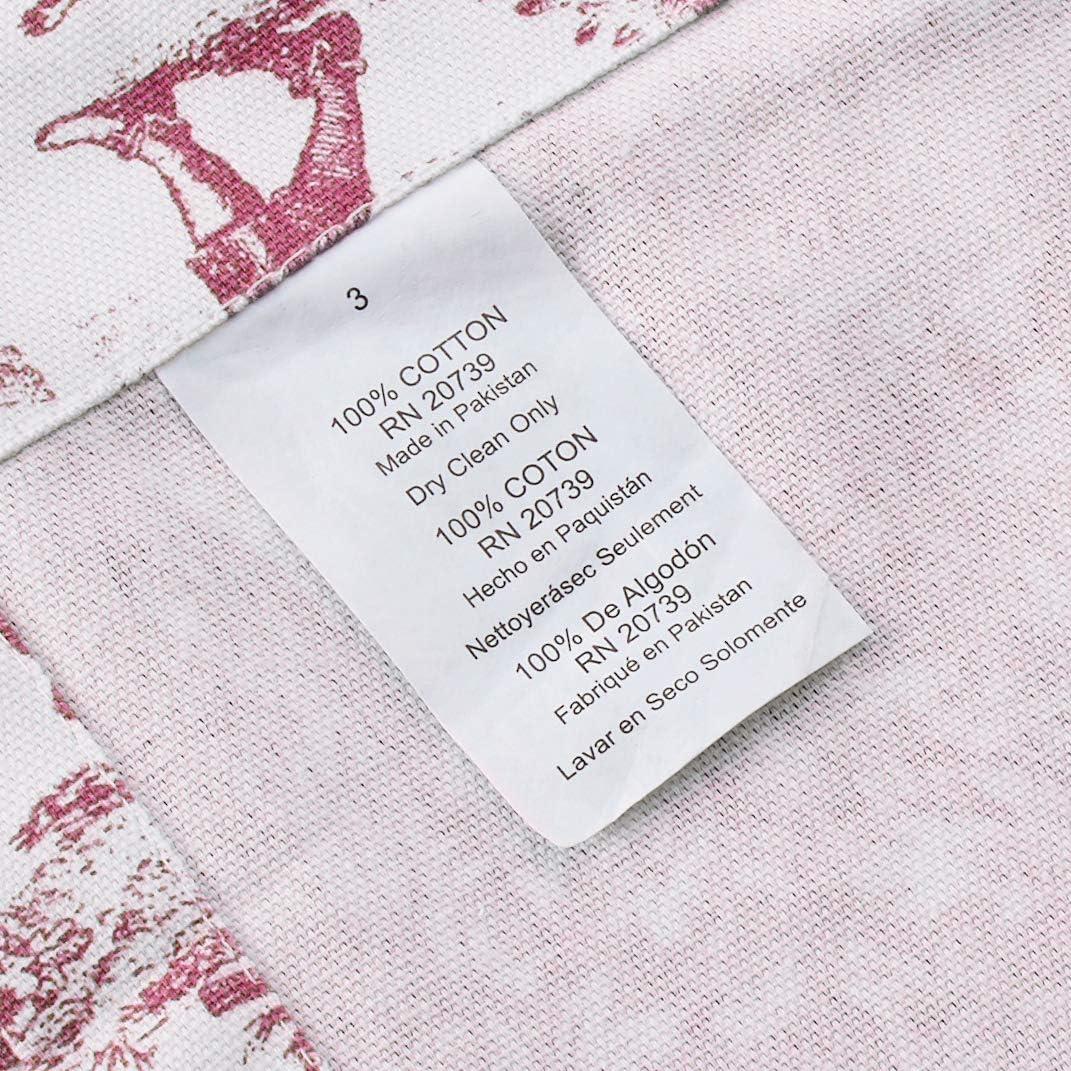 3
100% COTTON
RN 20739
Made in Pakistan
Dry Clean Only
100% COTON
RN 20739
Hecho en Paquistán
Nettoyerásec Seulement
100% De Algodón
RN 20739
Fabriqué en Pakistan
Lavar en Seco Solomente